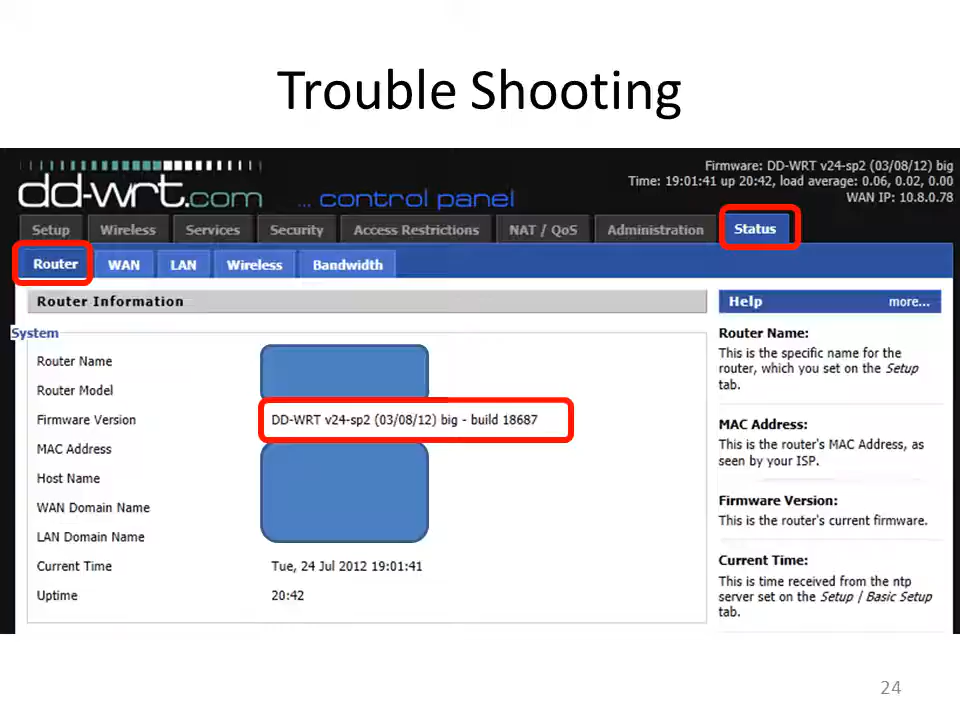 Trouble Shooting
Firmware: DD-WRT v24-sp2 (03/08/12) big
Time: 19:01:41 up 20:42, load average: 0.06, 0.02, 0.00
WAN IP: 10.8.0.78
dd-wrt.com ... control panel
Setup Wireless Services Security Access Restrictions NAT / QoS Administration Status
Router WAN LAN Wireless Bandwidth
Router Information
System
Router Name
Router Model
Firmware Version DD-WRT v24-sp2 (03/08/12) big - build 18687
MAC Address
Host Name
WAN Domain Name
LAN Domain Name
Current Time Tue, 24 Jul 2012 19:01:41
Uptime 20:42
Help more...
Router Name:
This is the specific name for the
router, which you set on the Setup
tab.
MAC Address:
This is the router's MAC Address, as
seen by your ISP.
Firmware Version:
This is the router's current firmware.
Current Time:
This is time received from the ntp
server set on the Setup / Basic Setup
tab.
24